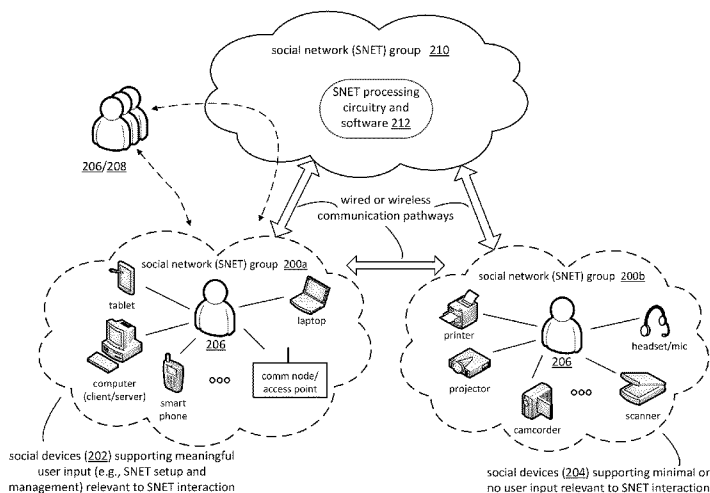 social network (SNET) group 210
SNET processing
circuitry and
software 212
206/208
wired or wireless
communication pathways
social network (SNET) group 200a
tablet
laptop
206
computer
(client/server)
smart
phone
comm node/
access point
social network (SNET) group 200b
printer
headset/mic
206
projector
camcorder
scanner
social devices (202) supporting meaningful
user input (e.g., SNET setup and
management) relevant to SNET interaction
social devices (204) supporting minimal or
no user input relevant to SNET interaction